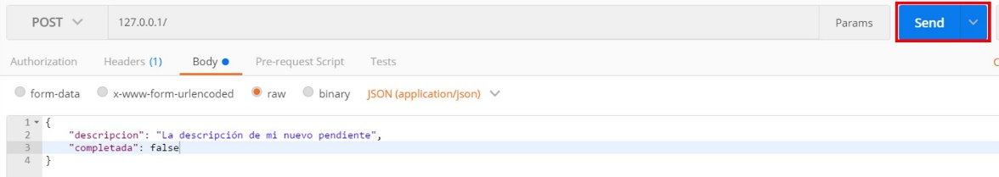 POST 127.0.0.1/ Params Send
Authorization Headers (1) Body Pre-request Script Tests
form-data x-www-form-urlencoded raw binary JSON (application/json)
1 {
2 "descripcion": "La descripción de mi nuevo pendiente",
3 "completada": false
4 }